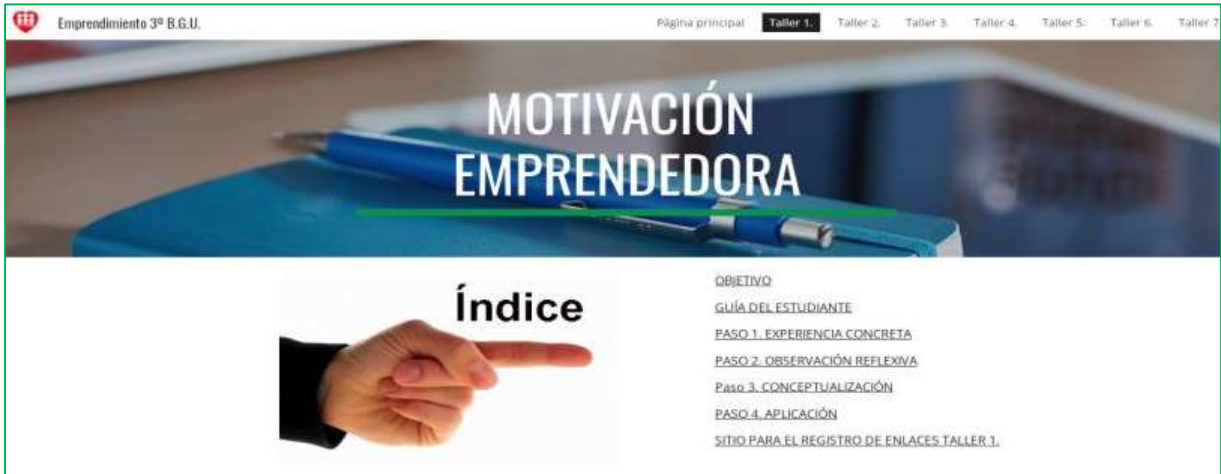 Emprendimiento 3º B.G.U.
Página principal Taller 1. Taller 2. Taller 3. Taller 4. Taller 5. Taller 6. Taller 7
MOTIVACIÓN
EMPRENDEDORA
Índice
OBJETIVO
GUÍA DEL ESTUDIANTE
PASO 1. EXPERIENCIA CONCRETA
PASO 2. OBSERVACIÓN REFLEXIVA
Paso 3. CONCEPTUALIZACIÓN
PASO 4. APLICACIÓN
SITIO PARA EL REGISTRO DE ENLACES TALLER 1.